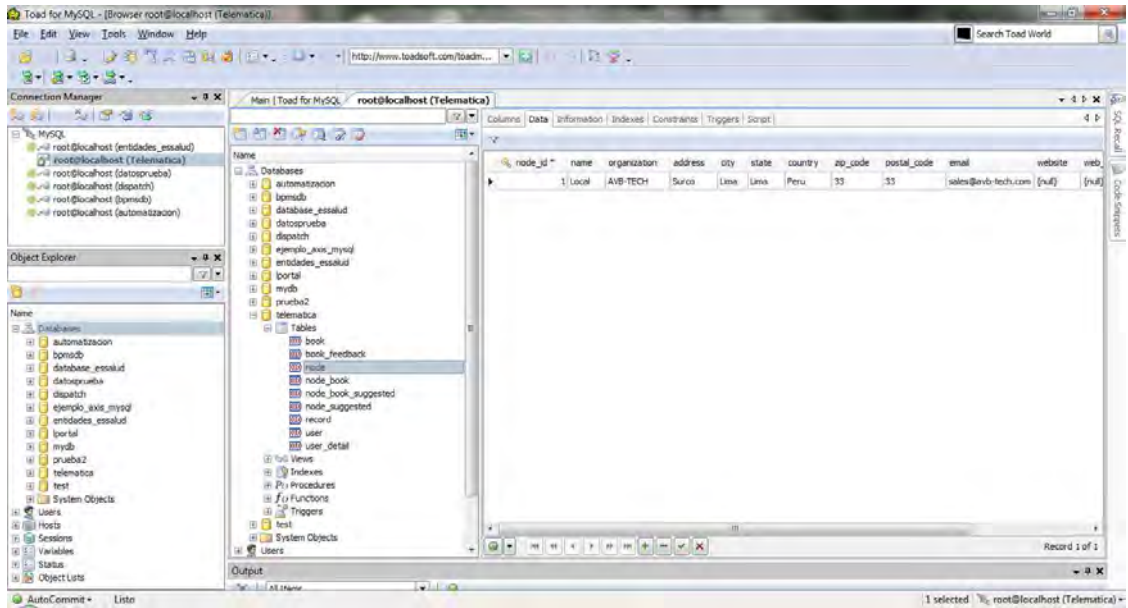 Toad for MySQL - [Browser root@localhost (Telematica)]
File Edit View Tools Window Help
Search Toad World
http://www.toadsoft.com/toadm...
Connection Manager
MySQL
root@localhost (entidades_essalud)
root@localhost (Telematica)
root@localhost (datosprueba)
root@localhost (dispatch)
root@localhost (bpmsdb)
root@localhost (automatizacion)
Object Explorer
Name
Databases
automatizacion
bpmsdb
database_essalud
datosprueba
dispatch
ejemplo_axis_mysql
entidades_essalud
lportal
mydb
prueba2
telematica
test
System Objects
Users
Hosts
Sessions
Variables
Status
Object Lists
Main | Toad for MySQL
root@localhost (Telematica)
Name
Databases
automatizacion
bpmsdb
database_essalud
datosprueba
dispatch
ejemplo_axis_mysql
entidades_essalud
lportal
mydb
prueba2
telematica
Tables
book
book_feedback
node
node_book
node_book_suggested
node_suggested
record
user
user_detail
Views
Indexes
Procedures
Functions
Triggers
test
System Objects
Users
Columns Data Information Indexes Constraints Triggers Script
node_id name organization address city state country zip_code postal_code email website web_
1 Local AVB-TECH Surco Lima Lima Peru 33 33 sales@avb-tech.com {null} {null}
Record 1 of 1
SQL Recall
Code Snippets
Output
AutoCommit Listo
1 selected root@localhost (Telematica)